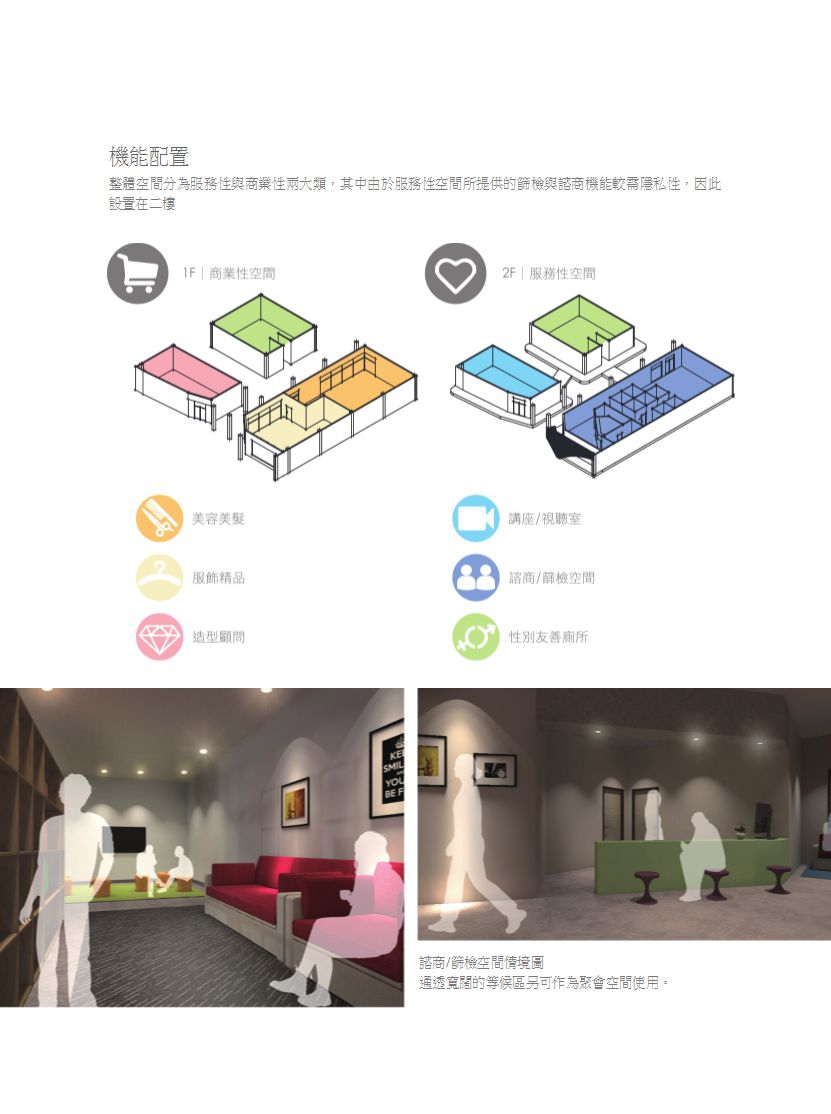 機能配置
整體空間分為服務性與商業性兩大類，其中由於服務性空間所提供的篩檢與諮商機能較需隱私性，因此
設置在二樓
1F｜商業性空間
2F｜服務性空間
美容美髮
講座/視聽室
服飾精品
諮商/篩檢空間
造型顧問
性別友善廁所
諮商/篩檢空間情境圖
通透寬闊的等候區另可作為聚會空間使用。